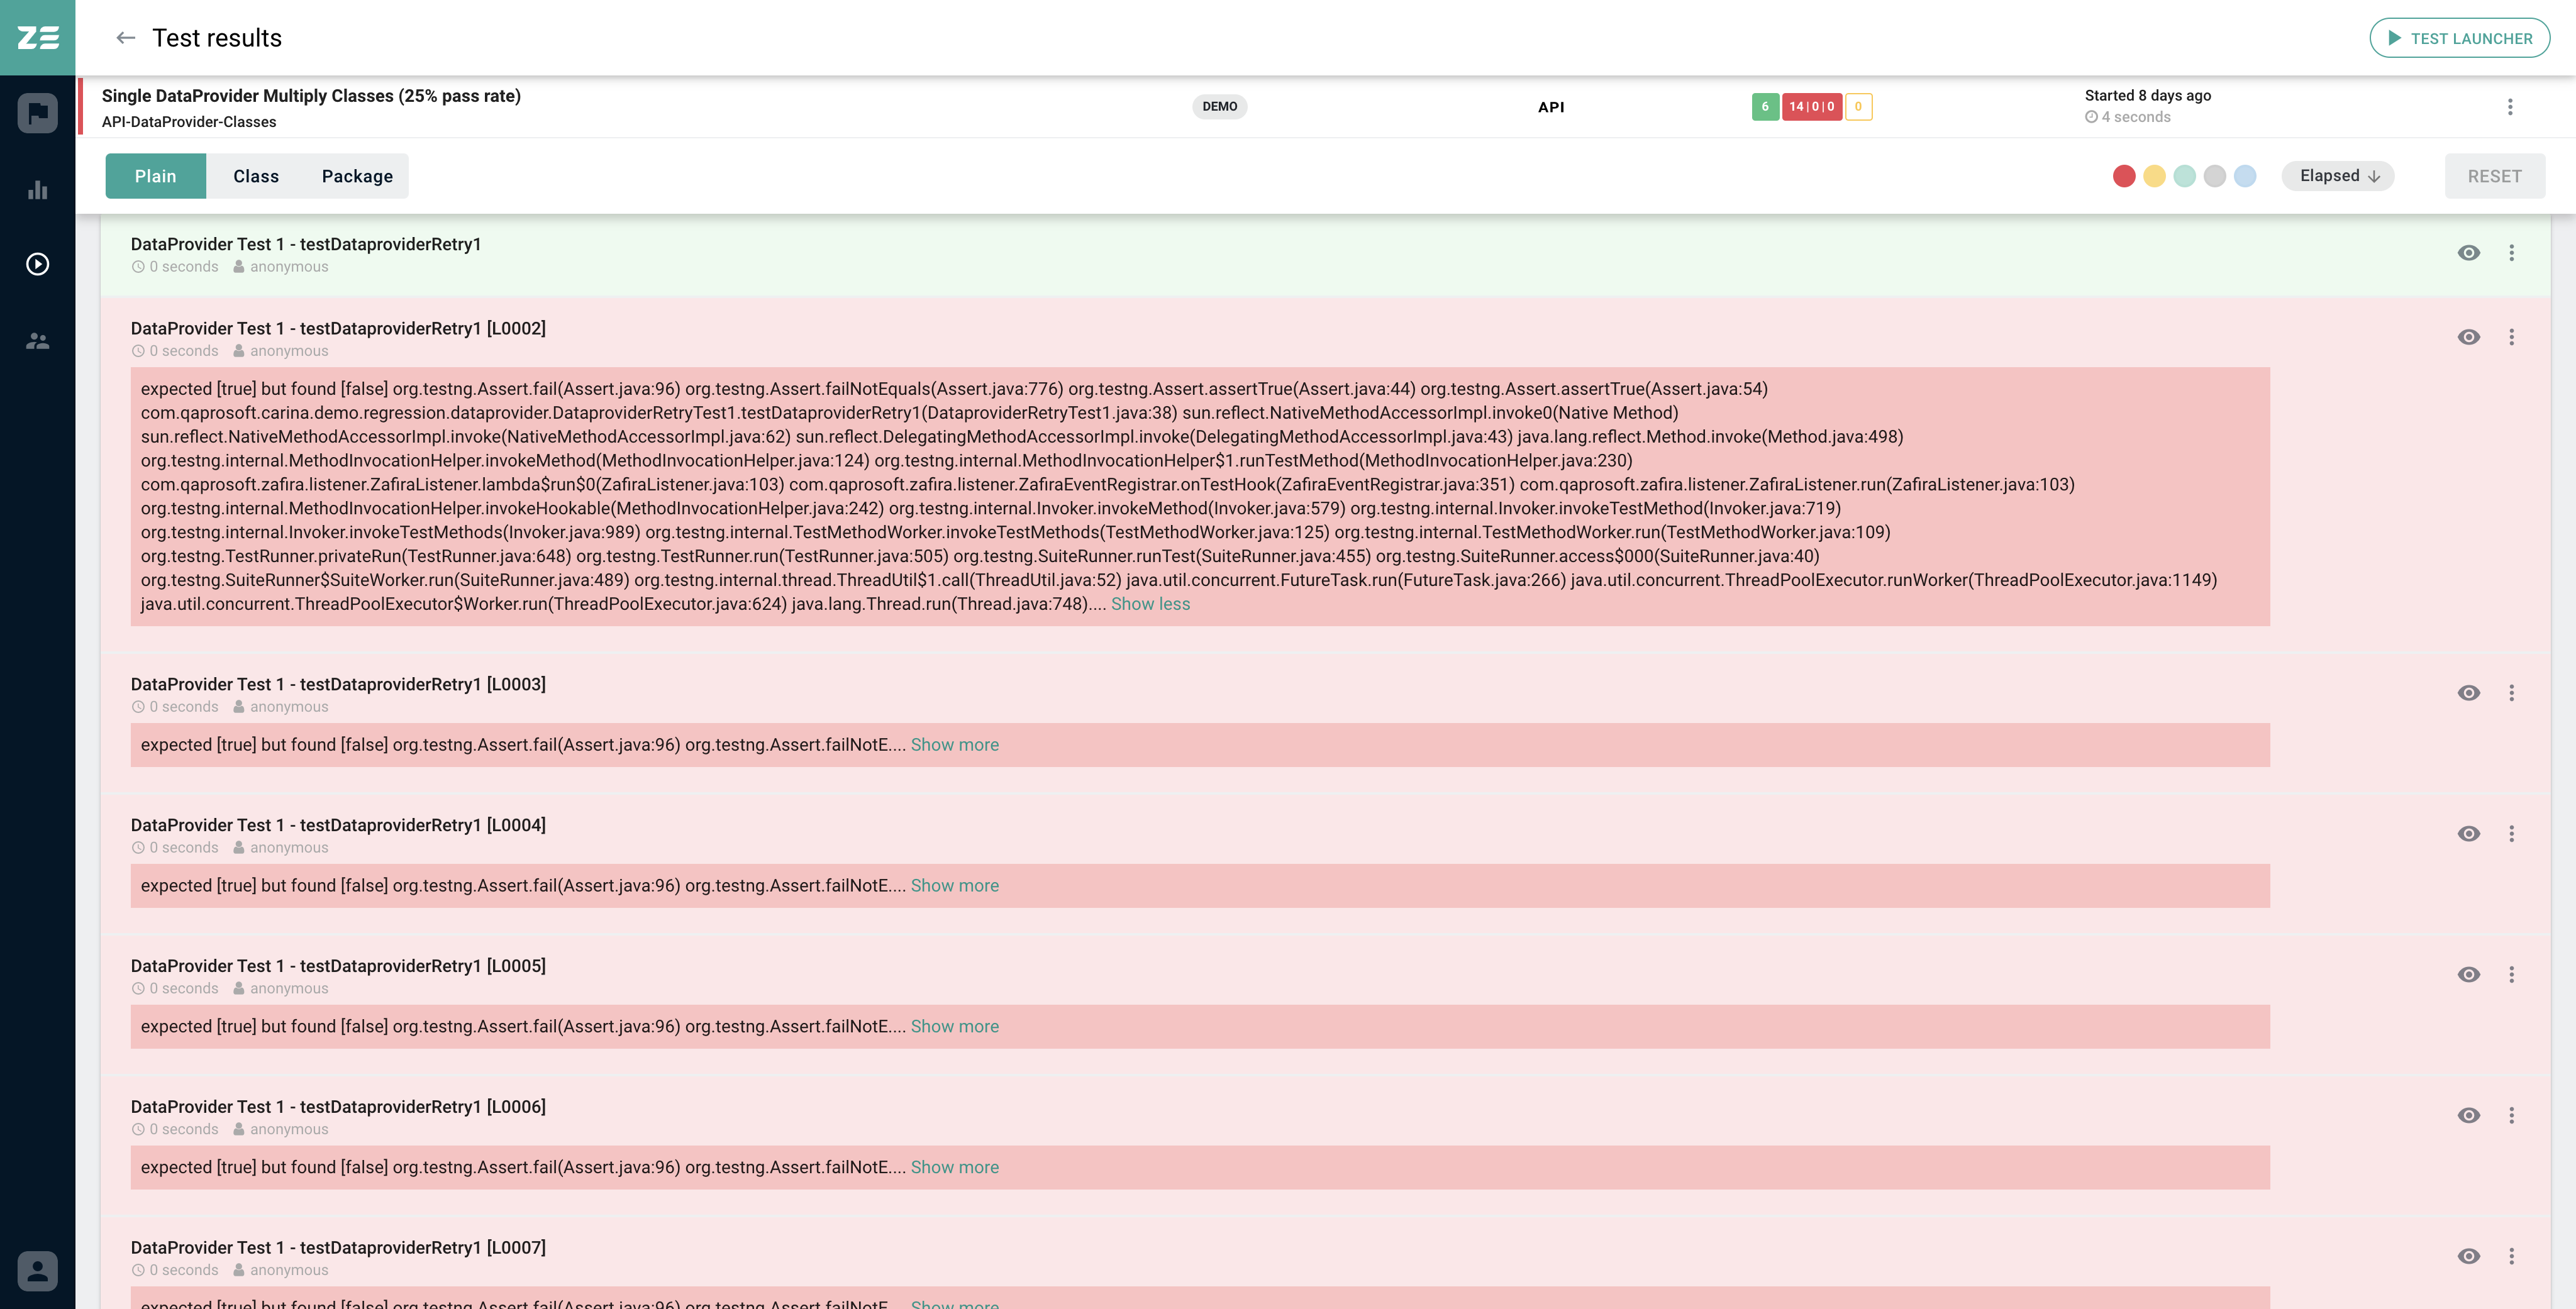 ZE
Test results
TEST LAUNCHER
Single DataProvider Multiply Classes (25% pass rate)
API-DataProvider-Classes
DEMO
API
6
14 | 0 | 0
0
Started 8 days ago
4 seconds
Plain
Class
Package
Elapsed
RESET
DataProvider Test 1 - testDataproviderRetry1
0 seconds anonymous
DataProvider Test 1 - testDataproviderRetry1 [L0002]
0 seconds anonymous
expected [true] but found [false] org.testng.Assert.fail(Assert.java:96) org.testng.Assert.failNotEquals(Assert.java:776) org.testng.Assert.assertTrue(Assert.java:44) org.testng.Assert.assertTrue(Assert.java:54)
com.qaprosoft.carina.demo.regression.dataprovider.DataproviderRetryTest1.testDataproviderRetry1(DataproviderRetryTest1.java:38) sun.reflect.NativeMethodAccessorImpl.invoke0(Native Method)
sun.reflect.NativeMethodAccessorImpl.invoke(NativeMethodAccessorImpl.java:62) sun.reflect.DelegatingMethodAccessorImpl.invoke(DelegatingMethodAccessorImpl.java:43) java.lang.reflect.Method.invoke(Method.java:498)
org.testng.internal.MethodInvocationHelper.invokeMethod(MethodInvocationHelper.java:124) org.testng.internal.MethodInvocationHelper$1.runTestMethod(MethodInvocationHelper.java:230)
com.qaprosoft.zafira.listener.ZafiraListener.lambda$run$0(ZafiraListener.java:103) com.qaprosoft.zafira.listener.ZafiraEventRegistrar.onTestHook(ZafiraEventRegistrar.java:351) com.qaprosoft.zafira.listener.ZafiraListener.run(ZafiraListener.java:103)
org.testng.internal.MethodInvocationHelper.invokeHookable(MethodInvocationHelper.java:242) org.testng.internal.Invoker.invokeMethod(Invoker.java:579) org.testng.internal.Invoker.invokeTestMethod(Invoker.java:719)
org.testng.internal.Invoker.invokeTestMethods(Invoker.java:989) org.testng.internal.TestMethodWorker.invokeTestMethods(TestMethodWorker.java:125) org.testng.internal.TestMethodWorker.run(TestMethodWorker.java:109)
org.testng.TestRunner.privateRun(TestRunner.java:648) org.testng.TestRunner.run(TestRunner.java:505) org.testng.SuiteRunner.runTest(SuiteRunner.java:455) org.testng.SuiteRunner.access$000(SuiteRunner.java:40)
org.testng.SuiteRunner$SuiteWorker.run(SuiteRunner.java:489) org.testng.internal.thread.ThreadUtil$1.call(ThreadUtil.java:52) java.util.concurrent.FutureTask.run(FutureTask.java:266) java.util.concurrent.ThreadPoolExecutor.runWorker(ThreadPoolExecutor.java:1149)
java.util.concurrent.ThreadPoolExecutor$Worker.run(ThreadPoolExecutor.java:624) java.lang.Thread.run(Thread.java:748).... Show less
DataProvider Test 1 - testDataproviderRetry1 [L0003]
0 seconds anonymous
expected [true] but found [false] org.testng.Assert.fail(Assert.java:96) org.testng.Assert.failNotE.... Show more
DataProvider Test 1 - testDataproviderRetry1 [L0004]
0 seconds anonymous
expected [true] but found [false] org.testng.Assert.fail(Assert.java:96) org.testng.Assert.failNotE.... Show more
DataProvider Test 1 - testDataproviderRetry1 [L0005]
0 seconds anonymous
expected [true] but found [false] org.testng.Assert.fail(Assert.java:96) org.testng.Assert.failNotE.... Show more
DataProvider Test 1 - testDataproviderRetry1 [L0006]
0 seconds anonymous
expected [true] but found [false] org.testng.Assert.fail(Assert.java:96) org.testng.Assert.failNotE.... Show more
DataProvider Test 1 - testDataproviderRetry1 [L0007]
0 seconds anonymous
expected [true] but found [false] org.testng.Assert.fail(Assert.java:96) org.testng.Assert.failNotE.... Show more